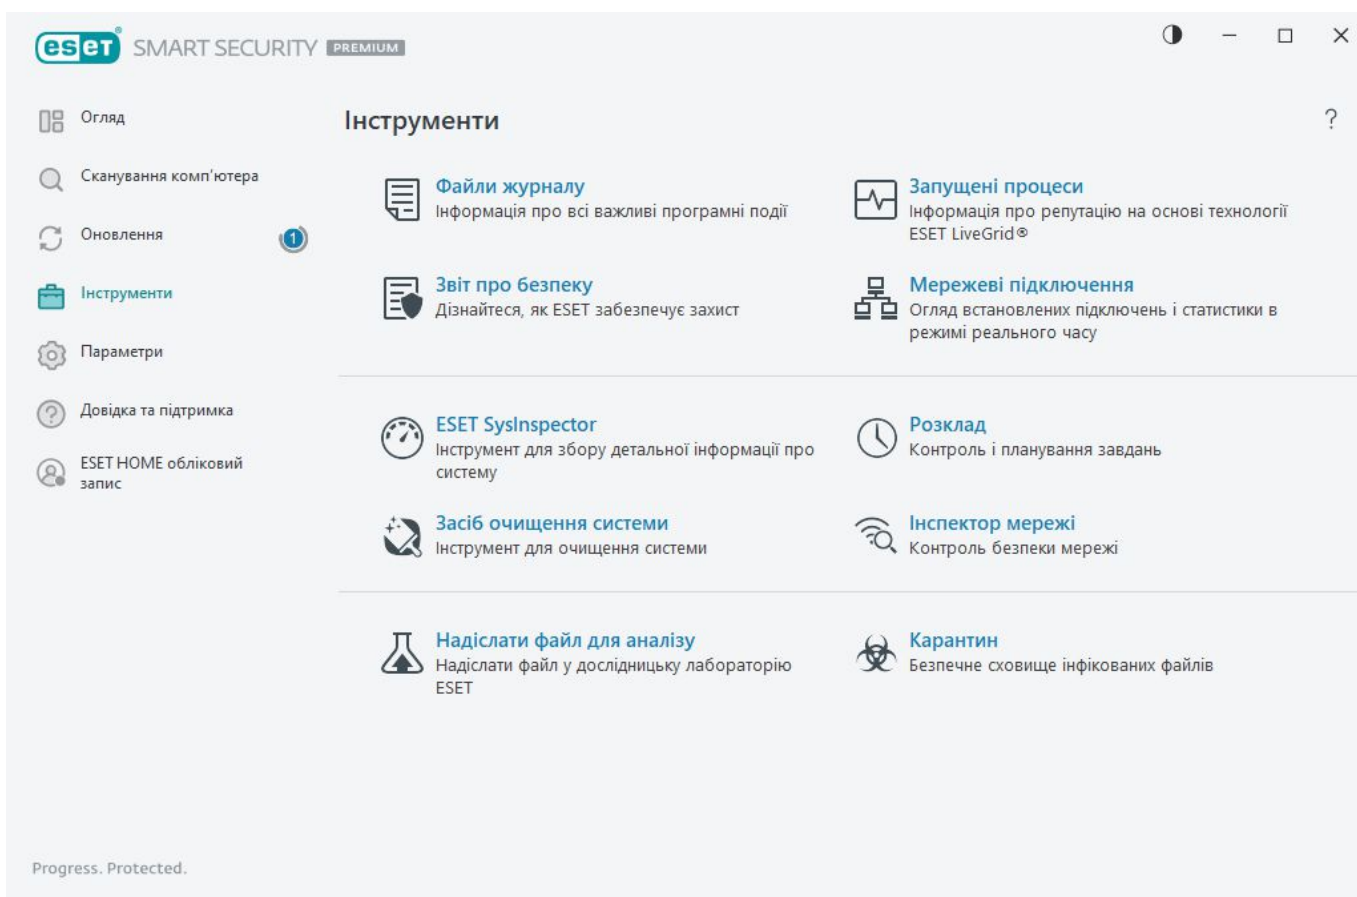 eset SMART SECURITY PREMIUM
Огляд
Сканування комп'ютера
Оновлення
1
Інструменти
Параметри
Довідка та підтримка
ESET HOME обліковий
запис
Інструменти
?
Файли журналу
Інформація про всі важливі програмні події
Запущені процеси
Інформація про репутацію на основі технології
ESET LiveGrid®
Звіт про безпеку
Дізнайтеся, як ESET забезпечує захист
Мережеві підключення
Огляд встановлених підключень і статистики в
режимі реального часу
ESET SysInspector
Інструмент для збору детальної інформації про
систему
Розклад
Контроль і планування завдань
Засіб очищення системи
Інструмент для очищення системи
Інспектор мережі
Контроль безпеки мережі
Надіслати файл для аналізу
Надіслати файл у дослідницьку лабораторію
ESET
Карантин
Безпечне сховище інфікованих файлів
Progress. Protected.